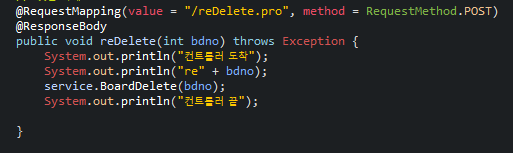 @RequestMapping(value = "/reDelete.pro", method = RequestMethod.POST)
@ResponseBody
public void reDelete(int bdno) throws Exception {
System.out.println("컨트롤러 도착");
System.out.println("re" + bdno);
service.BoardDelete(bdno);
System.out.println("컨트롤러 끝");
}